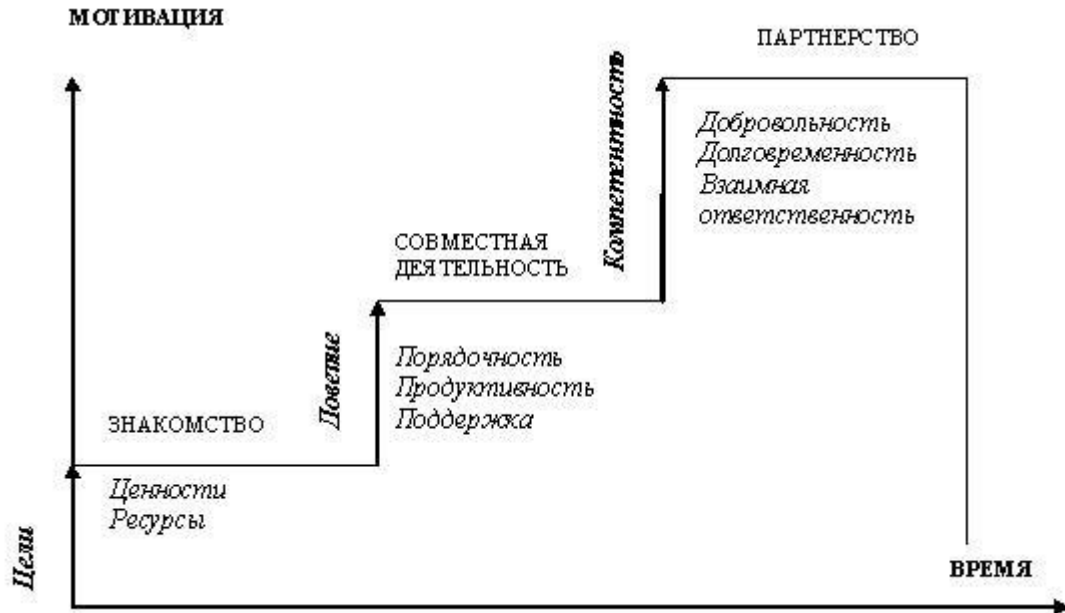 МОТИВАЦИЯ
ПАРТНЕРСТВО
Компетентность
Добровольность
Долговременность
Взаимная
ответственность
СОВМЕСТНАЯ
ДЕЯТЕЛЬНОСТЬ
Доверие
Порядочность
Продуктивность
Поддержка
ЗНАКОМСТВО
Ценности
Ресурсы
Цели
ВРЕМЯ